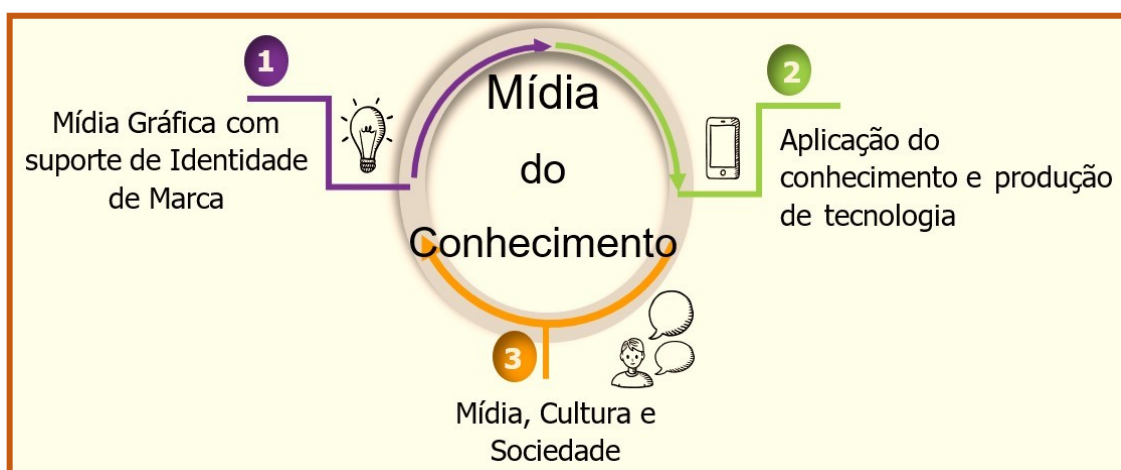 Mídia
do
Conhecimento
1
Mídia Gráfica com
suporte de Identidade
de Marca
2
Aplicação do
conhecimento e produção
de tecnologia
3
Mídia, Cultura e
Sociedade